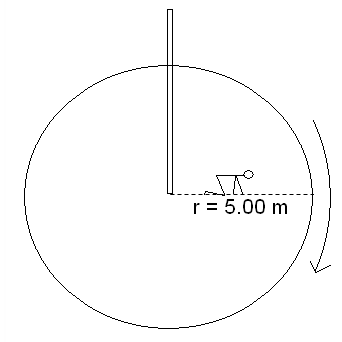 r = 5.00 m